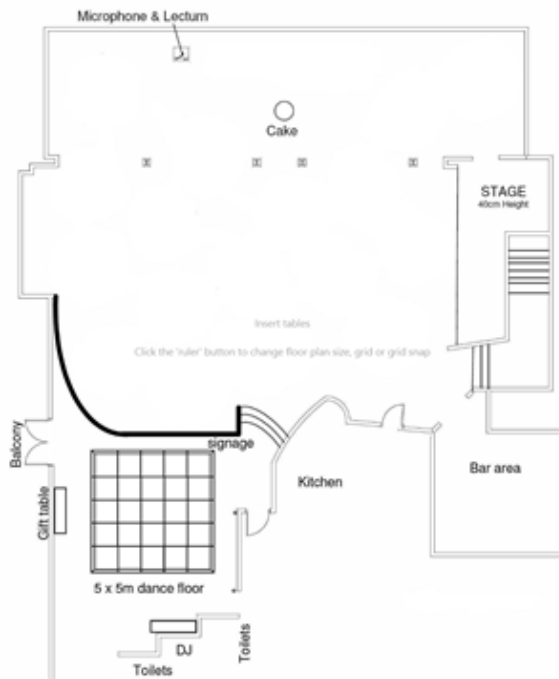 Microphone & Lecturn
Cake
STAGE
40cm Height
Insert tables
Click the 'ruler' button to change floor plan size, grid or grid snap
signage
Balcony
Kitchen
Bar area
Gift table
5 x 5m dance floor
Toilets
DJ
Toilets